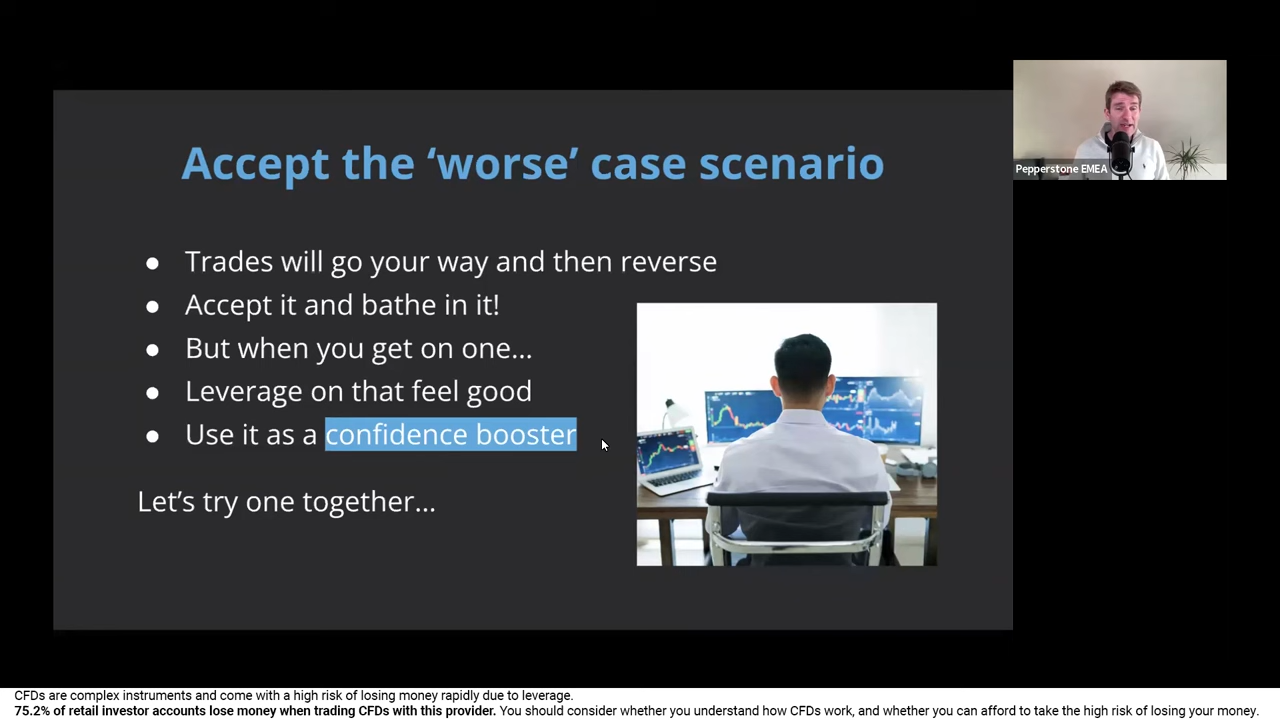 Accept the ‘worse’ case scenario
Pepperstone EMEA
● Trades will go your way and then reverse
● Accept it and bathe in it!
● But when you get on one...
● Leverage on that feel good
● Use it as a confidence booster
Let’s try one together...
CFDs are complex instruments and come with a high risk of losing money rapidly due to leverage.
75.2% of retail investor accounts lose money when trading CFDs with this provider. You should consider whether you understand how CFDs work, and whether you can afford to take the high risk of losing your money.